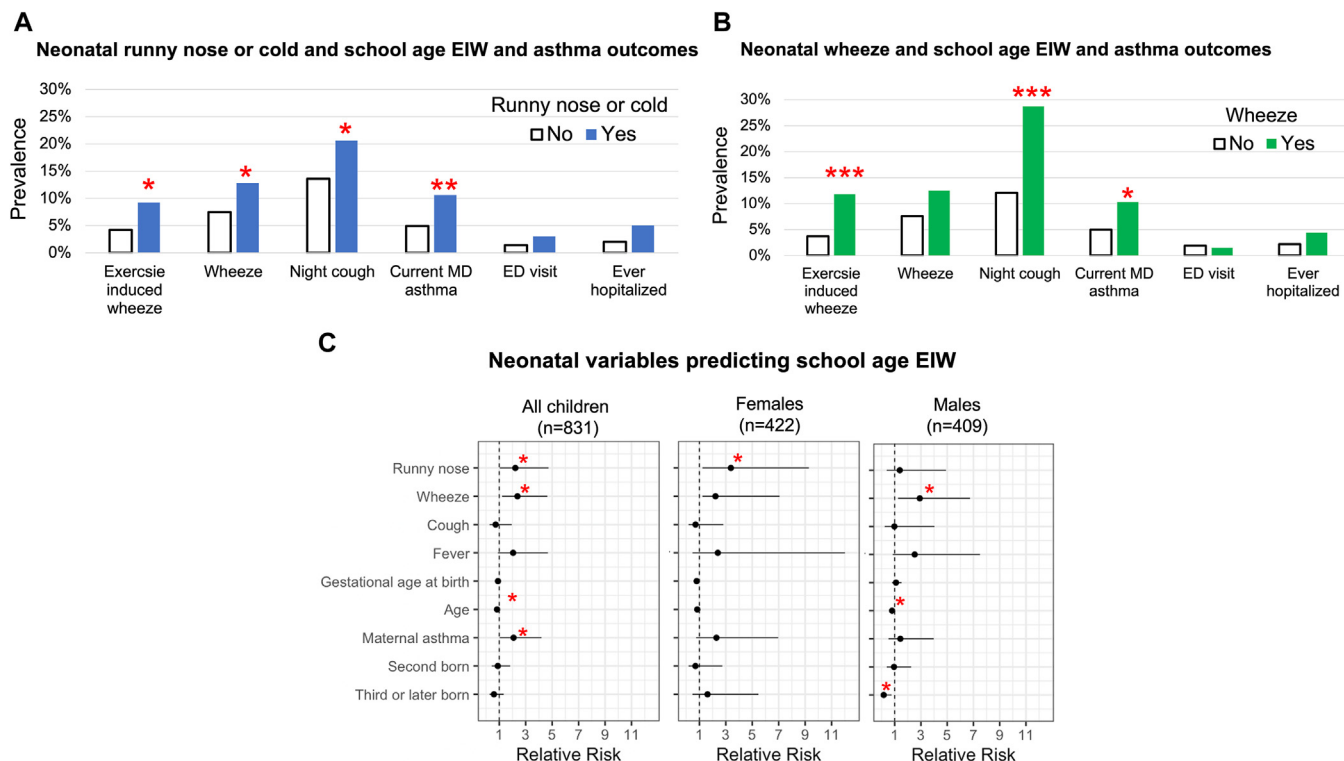 A
Neonatal runny nose or cold and school age EIW and asthma outcomes
30%
25%
20%
15%
10%
5%
0%
Prevalence
Runny nose or cold
No Yes
*
*
*
**
Exercsie
induced
wheeze
Wheeze
Night cough
Current MD
asthma
ED visit
Ever
hopitalized
B
Neonatal wheeze and school age EIW and asthma outcomes
30%
25%
20%
15%
10%
5%
0%
Prevalence
Wheeze
No Yes
***
***
*
Exercsie
induced
wheeze
Wheeze
Night cough
Current MD
asthma
ED visit
Ever
hopitalized
C
Neonatal variables predicting school age EIW
All children
(n=831)
Females
(n=422)
Males
(n=409)
Runny nose
Wheeze
Cough
Fever
Gestational age at birth
Age
Maternal asthma
Second born
Third or later born
*
*
*
*
*
*
*
*
1 3 5 7 9 11
Relative Risk
1 3 5 7 9 11
Relative Risk
1 3 5 7 9 11
Relative Risk